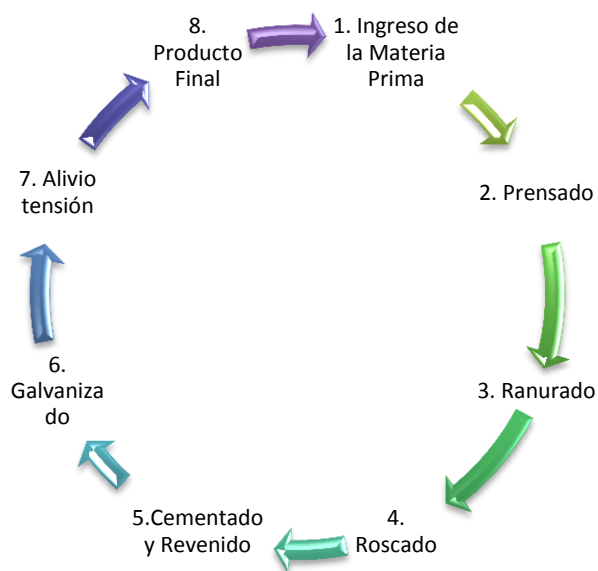 1. Ingreso de
la Materia
Prima
2. Prensado
3. Ranurado
4.
Roscado
5.Cementado
y Revenido
6.
Galvaniza
do
7. Alivio
tensión
8.
Producto
Final